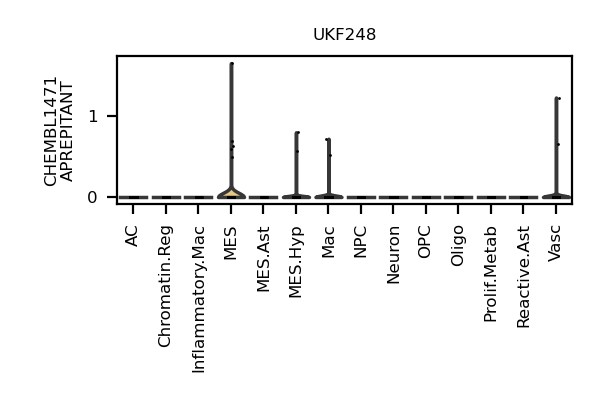 UKF248
CHEMBL1471
APREPITANT
1
0
AC
Chromatin.Reg
Inflammatory.Mac
MES
MES.Ast
MES.Hyp
Mac
NPC
Neuron
OPC
Oligo
Prolif.Metab
Reactive.Ast
Vasc